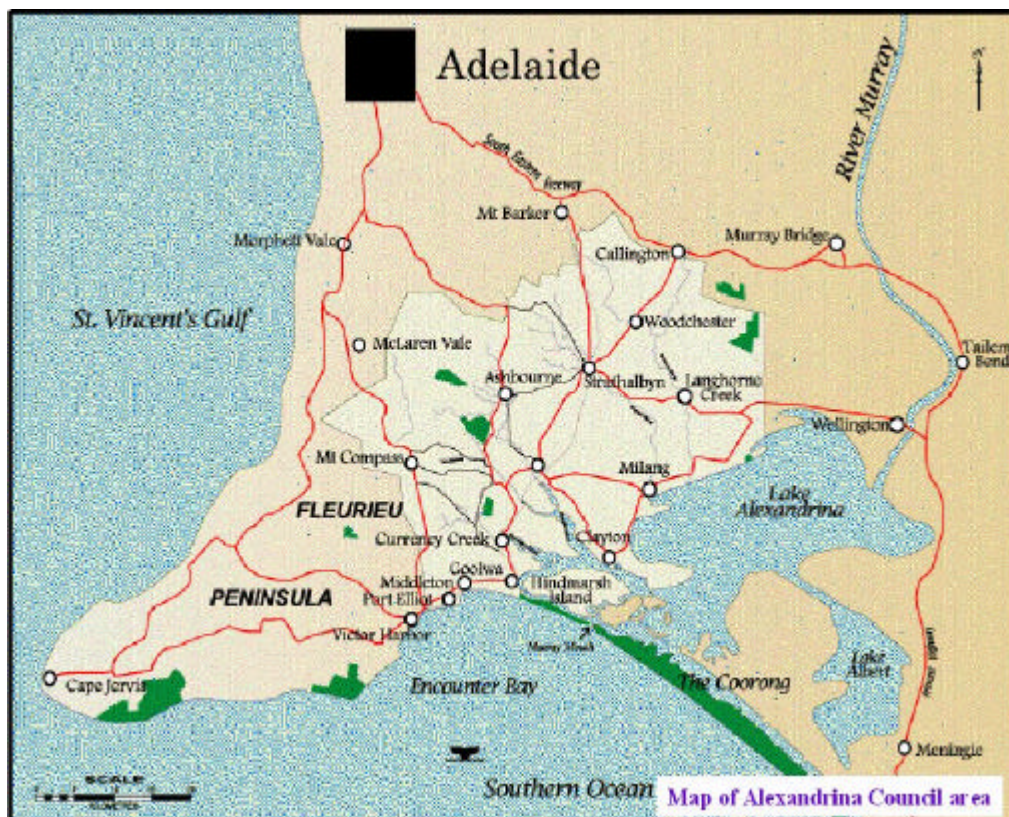 Adelaide
River Murray
South Eastern Freeway
Mt Barker
Morphett Vale
Callington
Murray Bridge
St. Vincent's Gulf
Woodchester
McLaren Vale
Ashbourne
Strathalbyn
Langhorne
Creek
Tailem
Bend
Wellington
Mt Compass
Milang
Lake
Alexandrina
FLEURIEU
Currency Creek
Clayton
Goolwa
Middleton
Hindmarsh
Island
PENINSULA
Port Elliot
Victor Harbor
Murray Mouth
Lake
Albert
Cape Jervis
Encounter Bay
The Coorong
Meningie
SCALE
KILOMETRES
Southern Ocean
Map of Alexandrina Council area